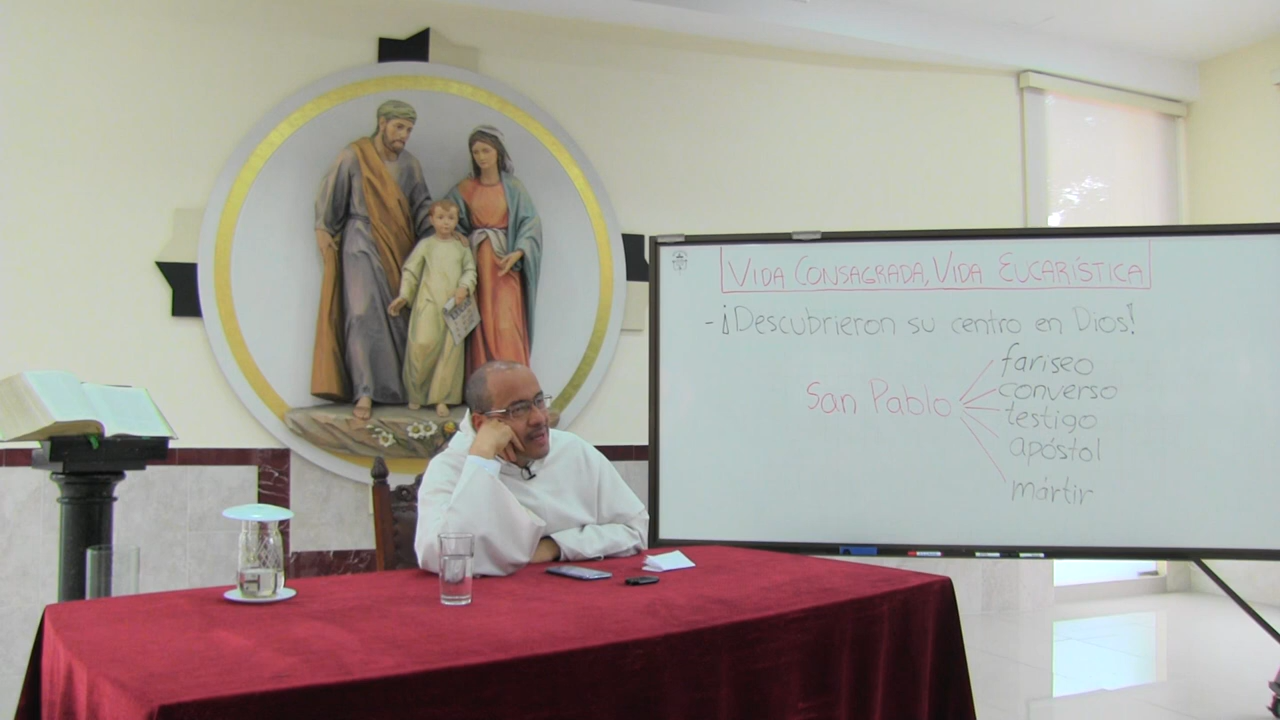 VIDA CONSAGRADA, VIDA EUCARÍSTICA
- ¡Descubrieron su centro en Dios!
San Pablo
fariseo
converso
testigo
apóstol
mártir